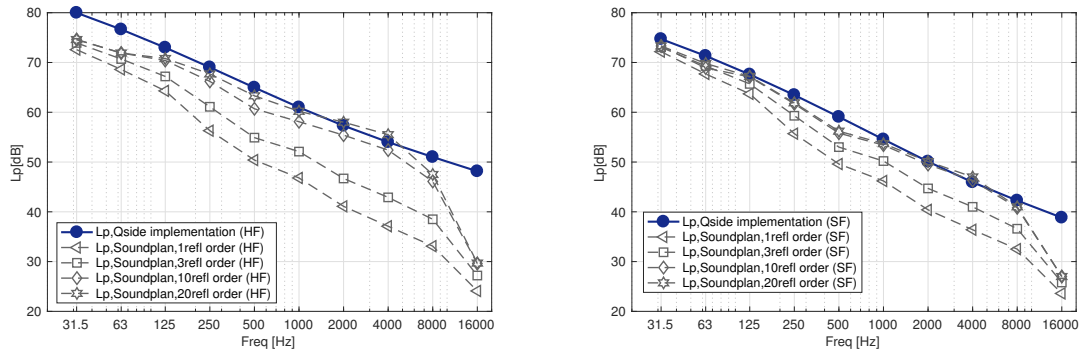 80
70
60
50
40
30
20
Lp[dB]
Lp,Qside implementation (HF)
Lp,Soundplan,1refl order (HF)
Lp,Soundplan,3refl order (HF)
Lp,Soundplan,10refl order (HF)
Lp,Soundplan,20refl order (HF)
31.5 63 125 250 500 1000 2000 4000 8000 16000
Freq [Hz]
80
70
60
50
40
30
20
Lp[dB]
Lp,Qside implementation (SF)
Lp,Soundplan,1refl order (SF)
Lp,Soundplan,3refl order (SF)
Lp,Soundplan,10refl order (SF)
Lp,Soundplan,20refl order (SF)
31.5 63 125 250 500 1000 2000 4000 8000 16000
Freq [Hz]